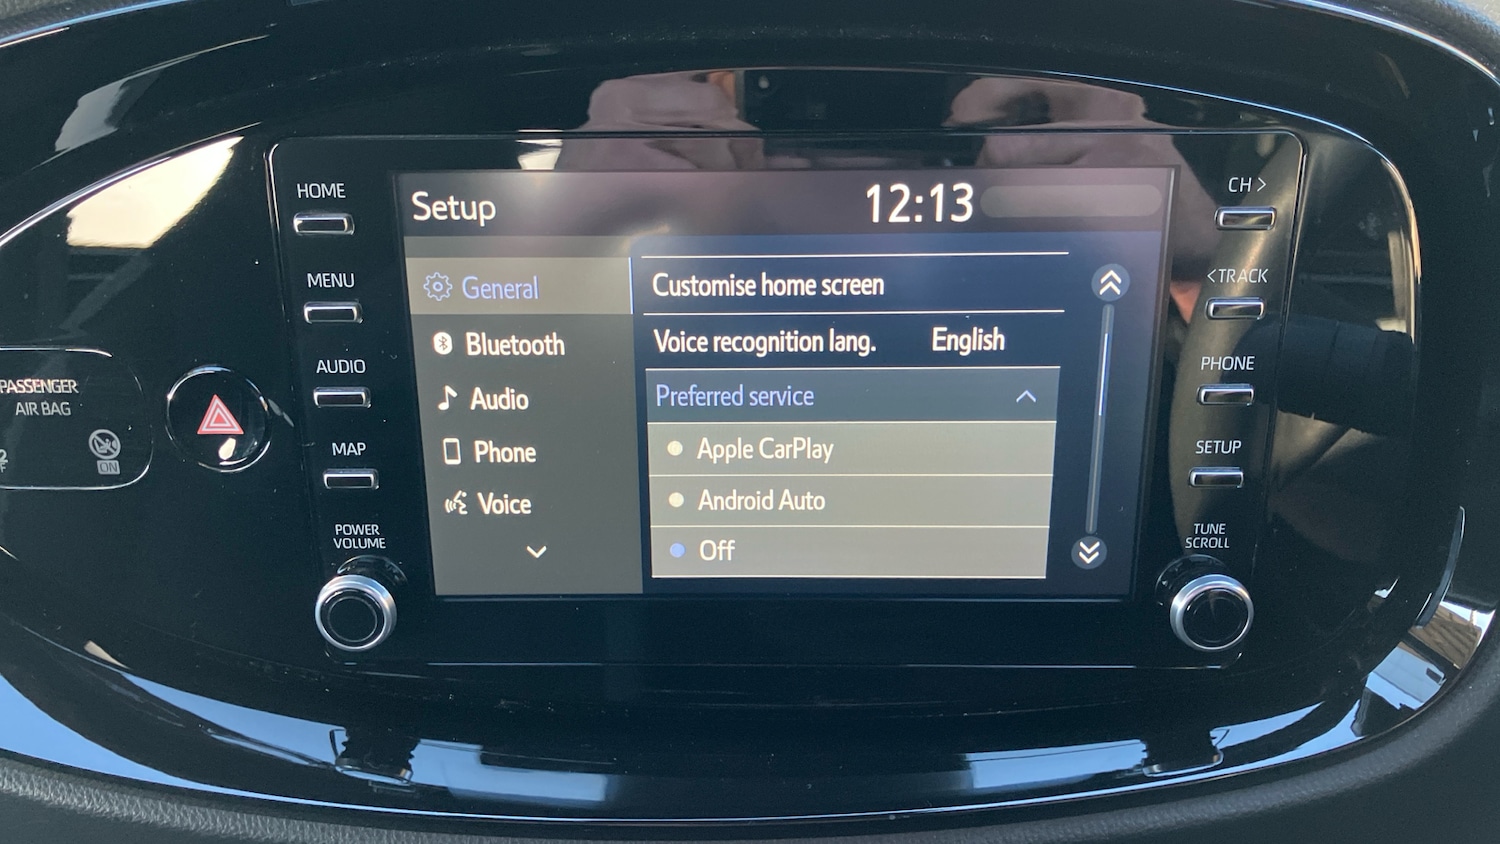 HOME
MENU
AUDIO
MAP
POWER
VOLUME
PASSENGER
AIR BAG
ON
Setup
12:13
General
Bluetooth
Audio
Phone
Voice
Customise home screen
Voice recognition lang. English
Preferred service
Apple CarPlay
Android Auto
Off
CH >
< TRACK
PHONE
SETUP
TUNE
SCROLL